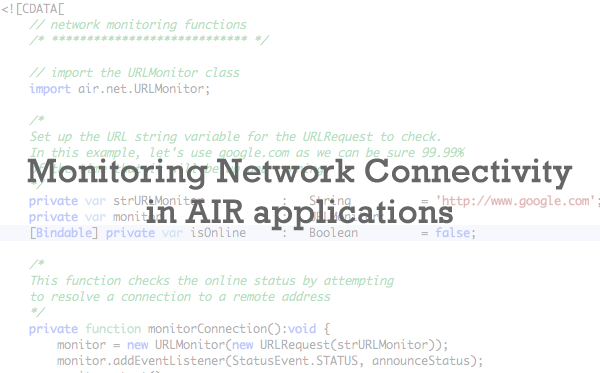 <![CDATA[
// network monitoring functions
/* *************************** */
// import the URLMonitor class
import air.net.URLMonitor;
/*
Set up the URL string variable for the URLRequest to check.
In this example, let's use google.com as we can be sure 99.99%
Monitoring Network Connectivity
*/
private var strURLMonitor : String = 'http://www.google.com';
in AIR applications
private var monitor :
[Bindable] private var isOnline : Boolean = false;
/*
This function checks the online status by attempting
to resolve a connection to a remote address
*/
private function monitorConnection():void {
monitor = new URLMonitor(new URLRequest(strURLMonitor));
monitor.addEventListener(StatusEvent.STATUS, announceStatus);